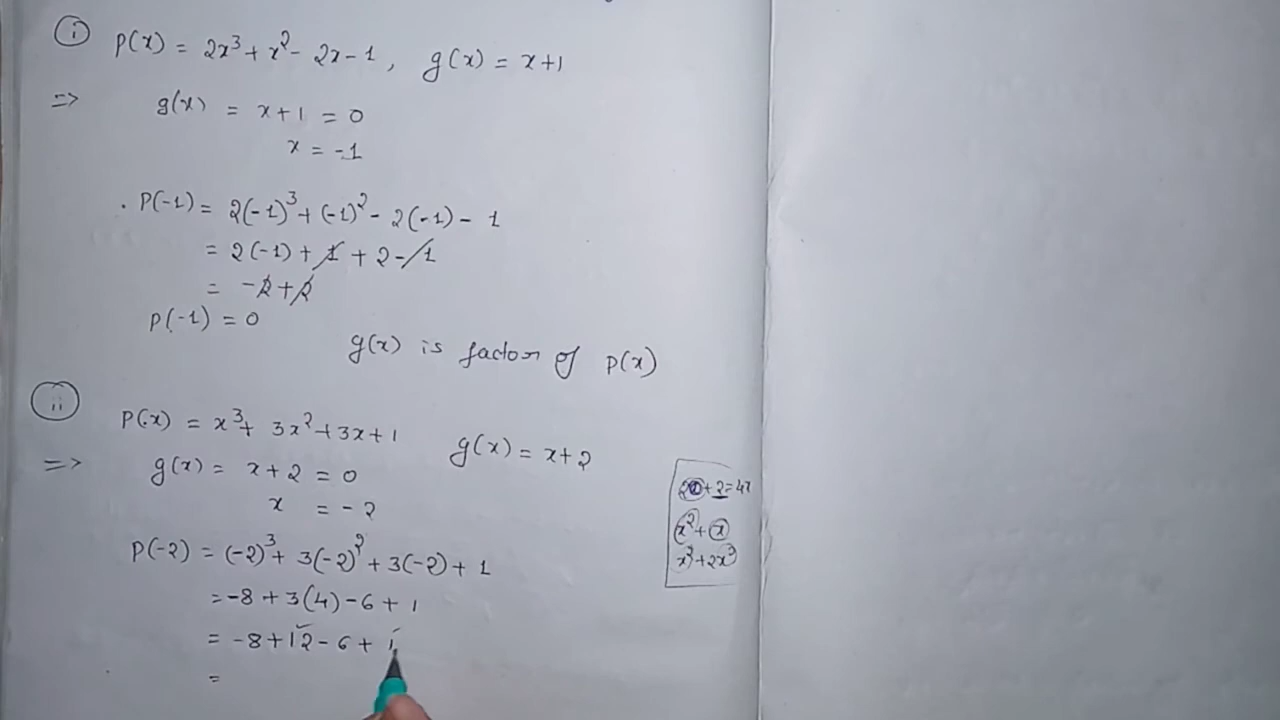 i p(x) = 2x³ + x² - 2x - 1 , g(x) = x+1
=> g(x) = x + 1 = 0
x = -1
. P(-1) = 2(-1)³ + (-1)² - 2(-1) - 1
= 2(-1) + 1 + 2 - 1
= -2 + 2
p(-1) = 0
g(x) is factor of p(x)
ii P(x) = x³ + 3x² + 3x + 1 g(x) = x + 2
=> g(x) = x + 2 = 0
x = -2
P(-2) = (-2)³ + 3(-2)² + 3(-2) + 1
= -8 + 3(4) - 6 + 1
= -8 + 12 - 6 + 1
=
x² + x